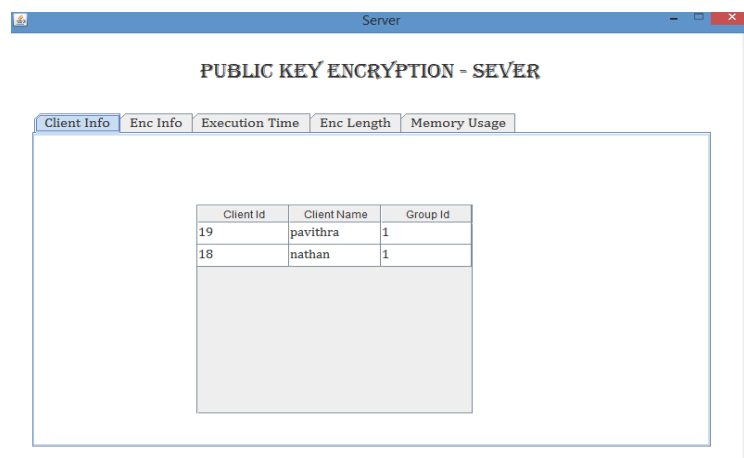 Server
PUBLIC KEY ENCRYPTION - SEVER
Client Info Enc Info Execution Time Enc Length Memory Usage
Client Id Client Name Group Id
19 pavithra 1
18 nathan 1